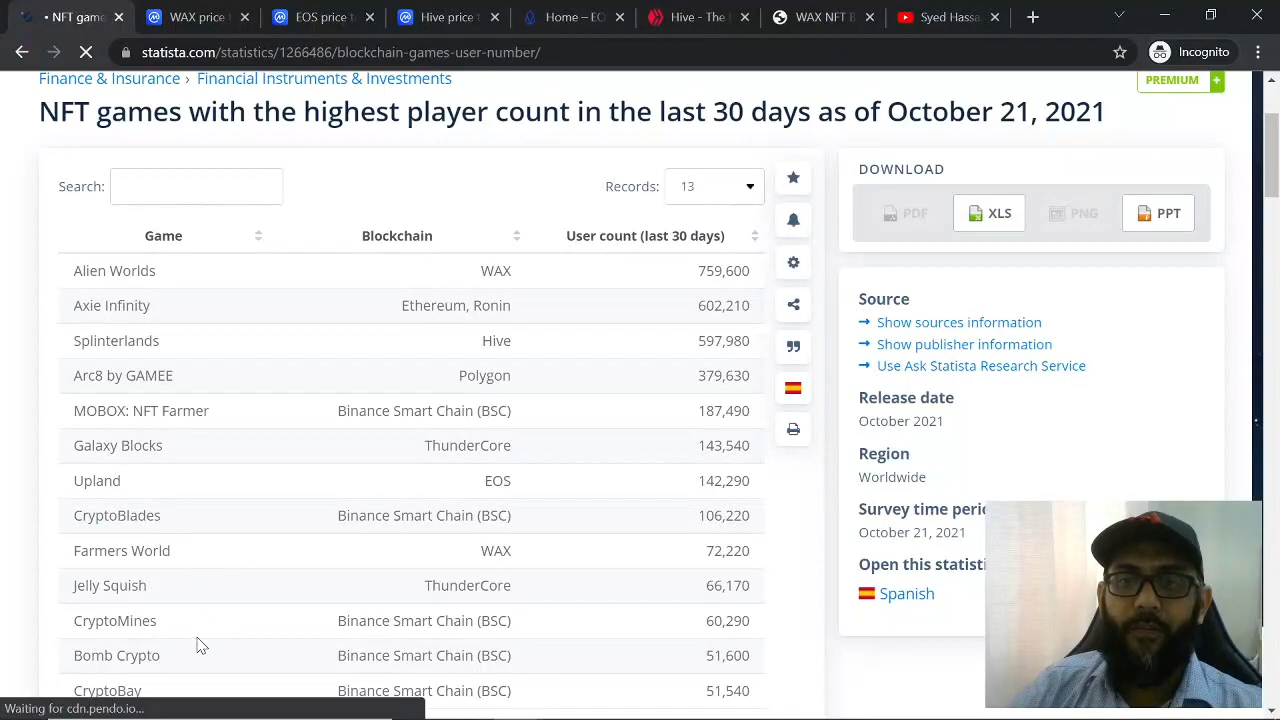 • NFT game
WAX price
EOS price t
Hive price t
Home – EO
Hive - The
WAX NFT B
Syed Hassa
statista.com/statistics/1266486/blockchain-games-user-number/
Incognito
Finance & Insurance › Financial Instruments & Investments
PREMIUM +
NFT games with the highest player count in the last 30 days as of October 21, 2021
Search:
Records: 13
Game Blockchain User count (last 30 days)
Alien Worlds WAX 759,600
Axie Infinity Ethereum, Ronin 602,210
Splinterlands Hive 597,980
Arc8 by GAMEE Polygon 379,630
MOBOX: NFT Farmer Binance Smart Chain (BSC) 187,490
Galaxy Blocks ThunderCore 143,540
Upland EOS 142,290
CryptoBlades Binance Smart Chain (BSC) 106,220
Farmers World WAX 72,220
Jelly Squish ThunderCore 66,170
CryptoMines Binance Smart Chain (BSC) 60,290
Bomb Crypto Binance Smart Chain (BSC) 51,600
CryptoBay Binance Smart Chain (BSC) 51,540
DOWNLOAD
PDF XLS PNG PPT
Source
→ Show sources information
→ Show publisher information
→ Use Ask Statista Research Service
Release date
October 2021
Region
Worldwide
Survey time peri
October 21, 2021
Open this statisti
Spanish
Waiting for cdn.pendo.io...